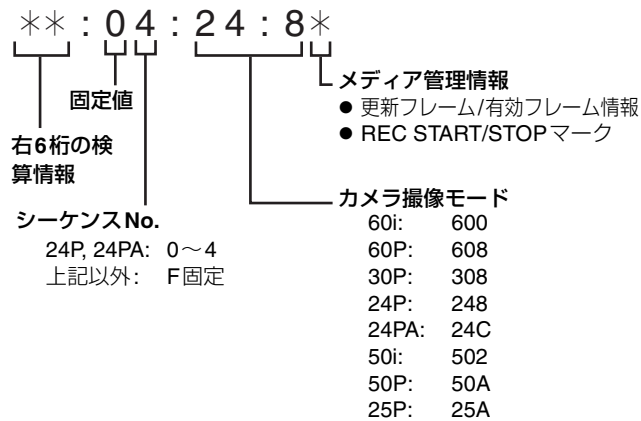 ＊＊：０４：２４：８＊
メディア管理情報
● 更新フレーム/有効フレーム情報
● REC START/STOPマーク
固定値
右6桁の検
算情報
シーケンスNo.
24P, 24PA: 0～4
上記以外: F固定
カメラ撮像モード
60i: 600
60P: 608
30P: 308
24P: 248
24PA: 24C
50i: 502
50P: 50A
25P: 25A